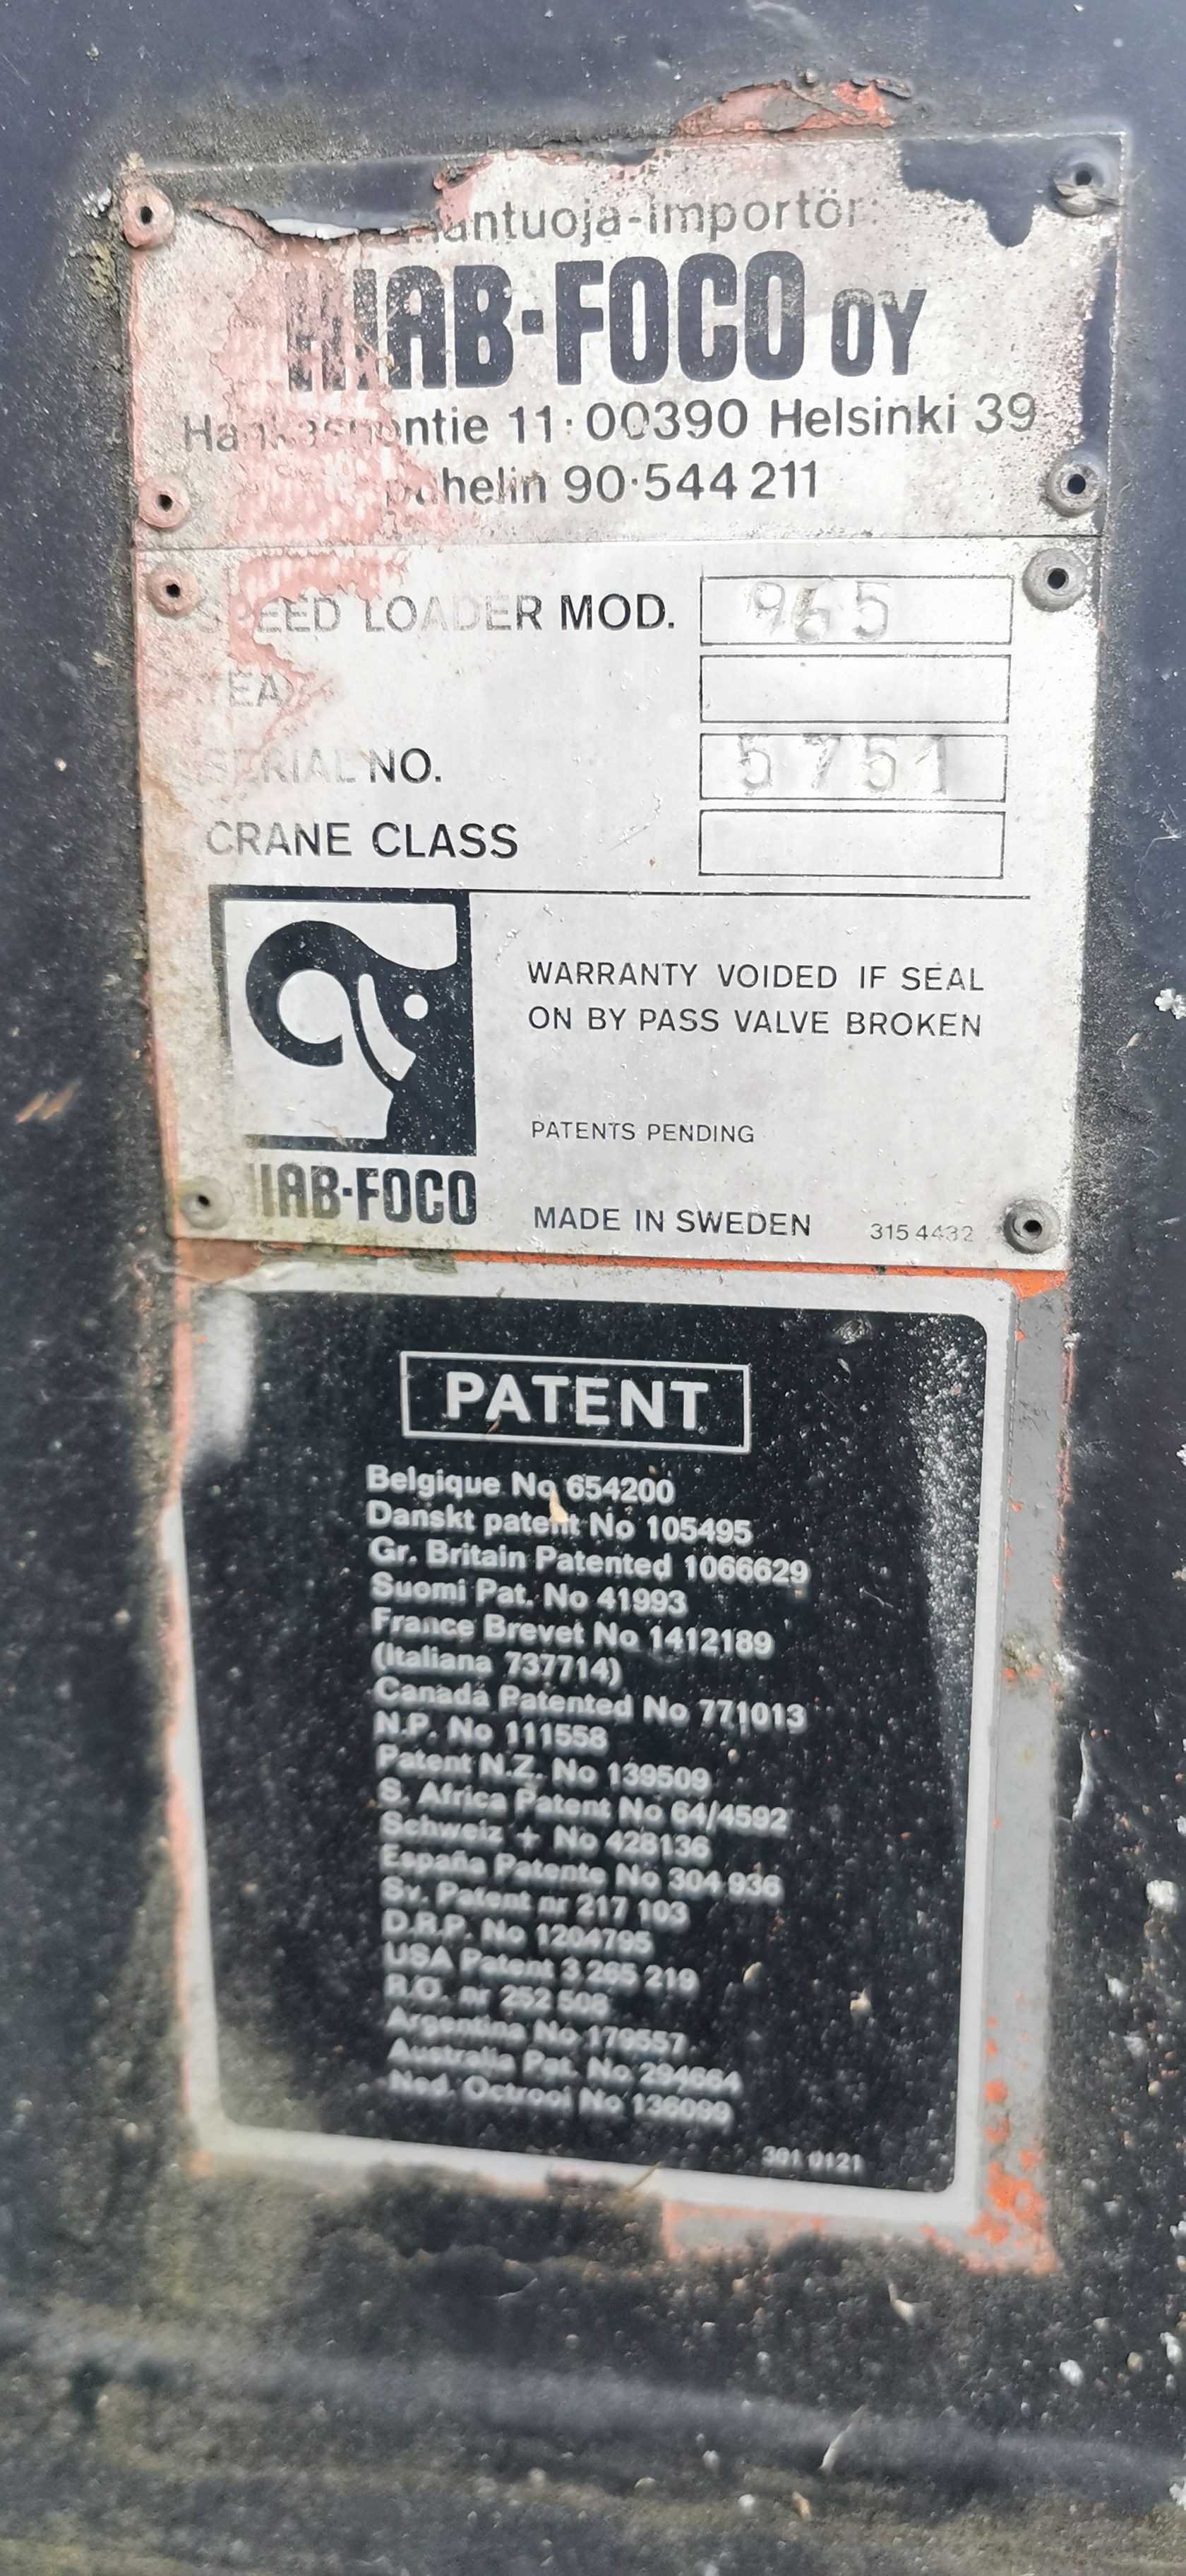 -importör
HIAB-FOCO OY
11·00390 Helsinki 39
90·544 211
SPEED LOADER MOD. 965
SERIAL NO. 5751
CRANE CLASS
WARRANTY VOIDED IF SEAL
ON BY PASS VALVE BROKEN
PATENTS PENDING
HIAB-FOCO
MADE IN SWEDEN 315 4432
PATENT
Belgique No 654200
Danskt patent No 105495
Gr. Britain Patented 1066629
Suomi Pat. No 41993
France Brevet No 1412189
(Italiana 737714)
Canada Patented No 771013
N.P. No 111558
Patent N.Z. No 139509
S. Africa Patent No 64/4592
Schweiz + No 428136
España Patente No 304 936
Sv. Patent nr 217 103
D.R.P. No 1204795
USA Patent 3 265 219
R.O. nr 252 508
Argentina No 179557
Australia Pat. No 294664
Ned. Octrooi No 136099
301 0121